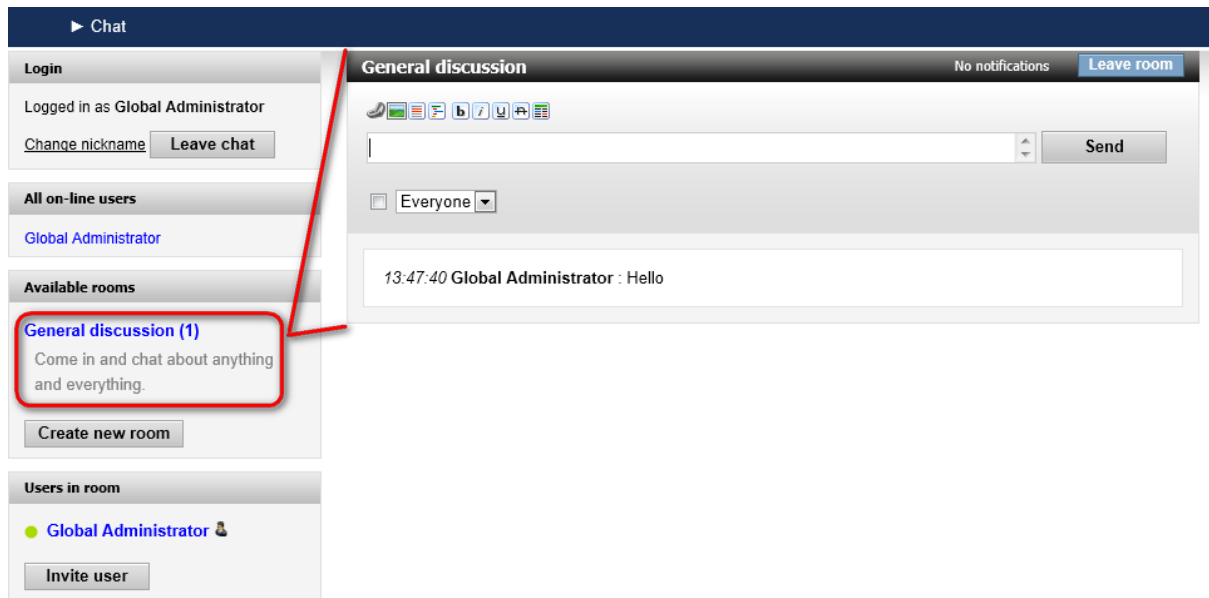 ► Chat
Login
Logged in as Global Administrator
Change nickname Leave chat
All on-line users
Global Administrator
Available rooms
General discussion (1)
Come in and chat about anything
and everything.
Create new room
Users in room
Global Administrator
Invite user
General discussion No notifications Leave room
b i U R
Send
Everyone
13:47:40 Global Administrator : Hello